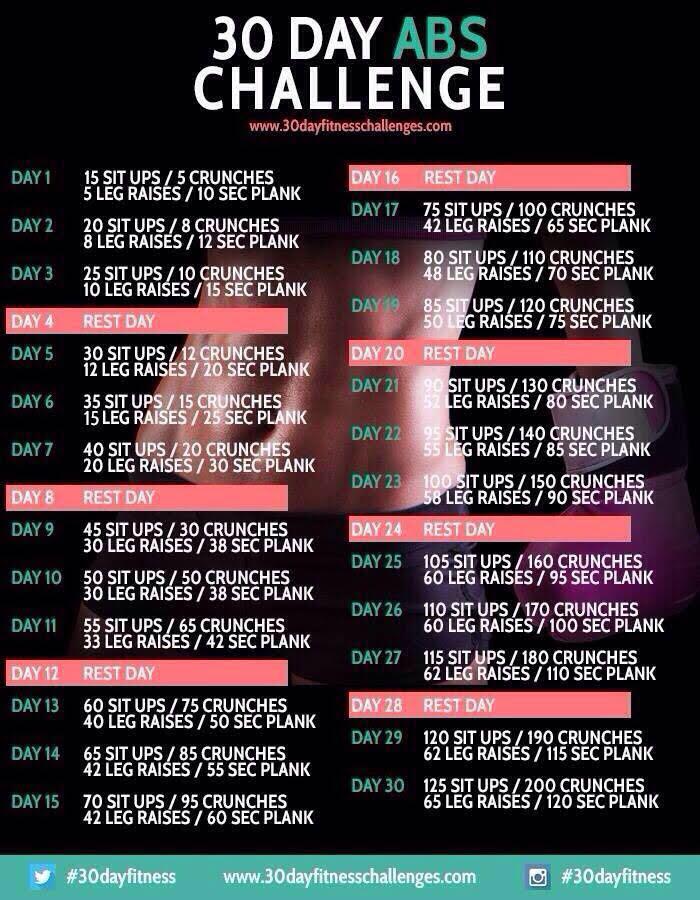 30 DAY ABS
CHALLENGE
www.30dayfitnesschallenges.com
DAY 1 15 SIT UPS / 5 CRUNCHES
5 LEG RAISES / 10 SEC PLANK
DAY 2 20 SIT UPS / 8 CRUNCHES
8 LEG RAISES / 12 SEC PLANK
DAY 3 25 SIT UPS / 10 CRUNCHES
10 LEG RAISES / 15 SEC PLANK
DAY 4 REST DAY
DAY 5 30 SIT UPS / 12 CRUNCHES
12 LEG RAISES / 20 SEC PLANK
DAY 6 35 SIT UPS / 15 CRUNCHES
15 LEG RAISES / 25 SEC PLANK
DAY 7 40 SIT UPS / 20 CRUNCHES
20 LEG RAISES / 30 SEC PLANK
DAY 8 REST DAY
DAY 9 45 SIT UPS / 30 CRUNCHES
30 LEG RAISES / 38 SEC PLANK
DAY 10 50 SIT UPS / 50 CRUNCHES
30 LEG RAISES / 38 SEC PLANK
DAY 11 55 SIT UPS / 65 CRUNCHES
33 LEG RAISES / 42 SEC PLANK
DAY 12 REST DAY
DAY 13 60 SIT UPS / 75 CRUNCHES
40 LEG RAISES / 50 SEC PLANK
DAY 14 65 SIT UPS / 85 CRUNCHES
42 LEG RAISES / 55 SEC PLANK
DAY 15 70 SIT UPS / 95 CRUNCHES
42 LEG RAISES / 60 SEC PLANK
DAY 16 REST DAY
DAY 17 75 SIT UPS / 100 CRUNCHES
42 LEG RAISES / 65 SEC PLANK
DAY 18 80 SIT UPS / 110 CRUNCHES
48 LEG RAISES / 70 SEC PLANK
DAY 19 85 SIT UPS / 120 CRUNCHES
50 LEG RAISES / 75 SEC PLANK
DAY 20 REST DAY
DAY 21 90 SIT UPS / 130 CRUNCHES
52 LEG RAISES / 80 SEC PLANK
DAY 22 95 SIT UPS / 140 CRUNCHES
55 LEG RAISES / 85 SEC PLANK
DAY 23 100 SIT UPS / 150 CRUNCHES
58 LEG RAISES / 90 SEC PLANK
DAY 24 REST DAY
DAY 25 105 SIT UPS / 160 CRUNCHES
60 LEG RAISES / 95 SEC PLANK
DAY 26 110 SIT UPS / 170 CRUNCHES
60 LEG RAISES / 100 SEC PLANK
DAY 27 115 SIT UPS / 180 CRUNCHES
62 LEG RAISES / 110 SEC PLANK
DAY 28 REST DAY
DAY 29 120 SIT UPS / 190 CRUNCHES
62 LEG RAISES / 115 SEC PLANK
DAY 30 125 SIT UPS / 200 CRUNCHES
65 LEG RAISES / 120 SEC PLANK
#30dayfitness www.30dayfitnesschallenges.com #30dayfitness